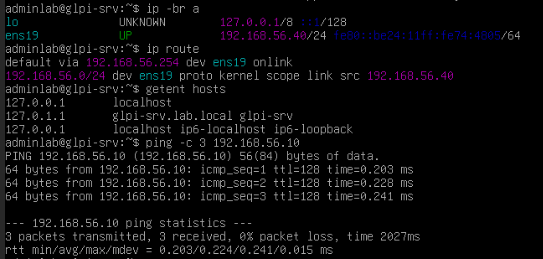 adminlab@glpi-srv:~$ ip -br a
lo UNKNOWN 127.0.0.1/8 ::1/128
ens19 UP 192.168.56.40/24 fe80::be24:11ff:fe74:4805/64
adminlab@glpi-srv:~$ ip route
default via 192.168.56.254 dev ens19 onlink
192.168.56.0/24 dev ens19 proto kernel scope link src 192.168.56.40
adminlab@glpi-srv:~$ getent hosts
127.0.0.1 localhost
127.0.1.1 glpi-srv.lab.local glpi-srv
127.0.0.1 localhost ip6-localhost ip6-loopback
adminlab@glpi-srv:~$ ping -c 3 192.168.56.10
PING 192.168.56.10 (192.168.56.10) 56(84) bytes of data.
64 bytes from 192.168.56.10: icmp_seq=1 ttl=128 time=0.203 ms
64 bytes from 192.168.56.10: icmp_seq=2 ttl=128 time=0.228 ms
64 bytes from 192.168.56.10: icmp_seq=3 ttl=128 time=0.241 ms
--- 192.168.56.10 ping statistics ---
3 packets transmitted, 3 received, 0% packet loss, time 2027ms
rtt min/avg/max/mdev = 0.203/0.224/0.241/0.015 ms